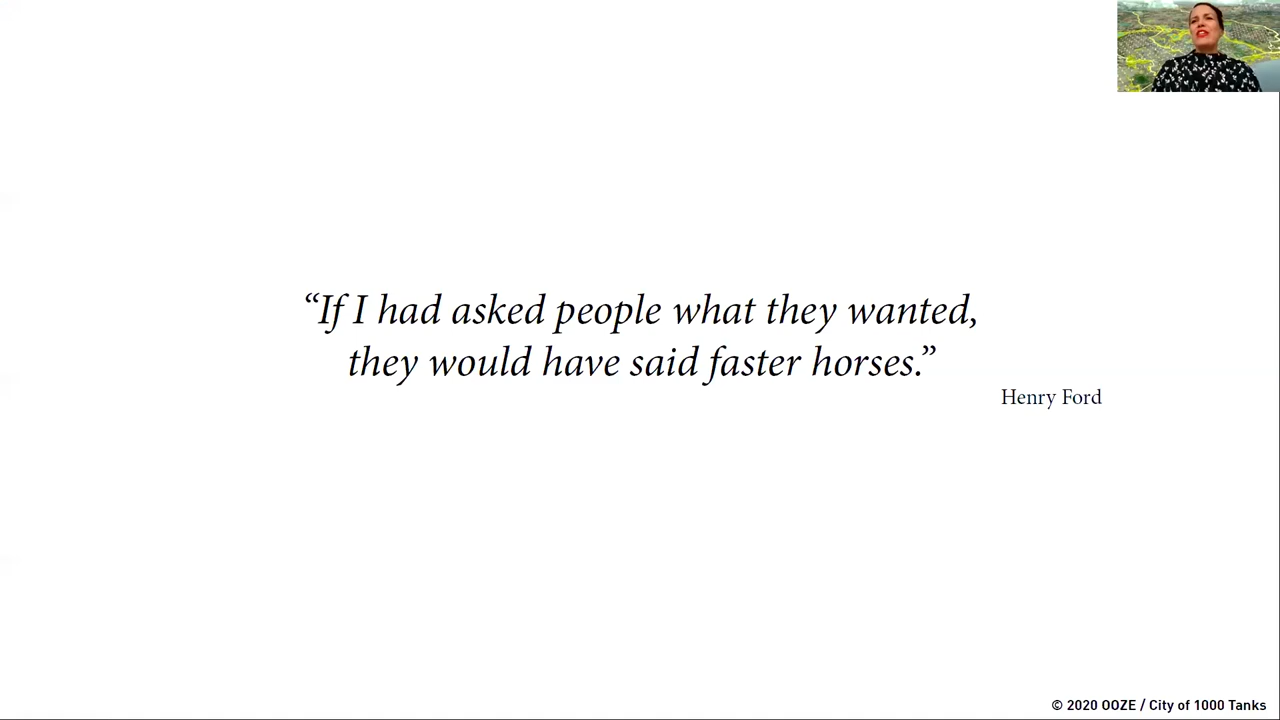 “If I had asked people what they wanted,
they would have said faster horses.”
Henry Ford
© 2020 OOZE / City of 1000 Tanks